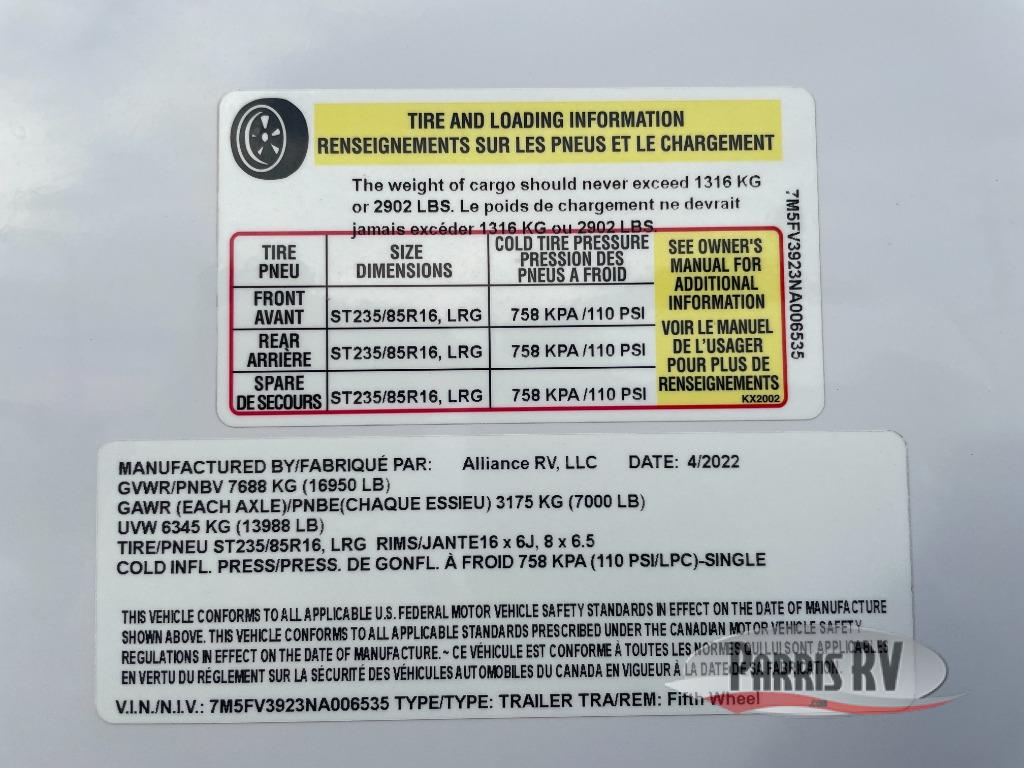 TIRE AND LOADING INFORMATION
RENSEIGNEMENTS SUR LES PNEUS ET LE CHARGEMENT
The weight of cargo should never exceed 1316 KG
or 2902 LBS. Le poids de chargement ne devrait
jamais excéder 1316 KG ou 2902 LBS.
TIRE
PNEU
SIZE
DIMENSIONS
COLD TIRE PRESSURE
PRESSION DES
PNEUS A FROID
FRONT
AVANT
ST235/85R16, LRG
758 KPA /110 PSI
REAR
ARRIÈRE
ST235/85R16, LRG
758 KPA /110 PSI
SPARE
DE SECOURS
ST235/85R16, LRG
758 KPA /110 PSI
SEE OWNER'S
MANUAL FOR
ADDITIONAL
INFORMATION
VOIR LE MANUEL
DE L'USAGER
POUR PLUS DE
RENSEIGNEMENTS
KX2002
7M5FV3923NA006535
MANUFACTURED BY/FABRIQUÉ PAR: Alliance RV, LLC DATE: 4/2022
GVWR/PNBV 7688 KG (16950 LB)
GAWR (EACH AXLE)/PNBE(CHAQUE ESSIEU) 3175 KG (7000 LB)
UVW 6345 KG (13988 LB)
TIRE/PNEU ST235/85R16, LRG RIMS/JANTE16 x 6J, 8 x 6.5
COLD INFL. PRESS/PRESS. DE GONFL. À FROID 758 KPA (110 PSI/LPC)-SINGLE
THIS VEHICLE CONFORMS TO ALL APPLICABLE U.S. FEDERAL MOTOR VEHICLE SAFETY STANDARDS IN EFFECT ON THE DATE OF MANUFACTURE
SHOWN ABOVE. THIS VEHICLE CONFORMS TO ALL APPLICABLE STANDARDS PRESCRIBED UNDER THE CANADIAN MOTOR VEHICLE SAFETY
REGULATIONS IN EFFECT ON THE DATE OF MANUFACTURE.~ CE VÉHICULE EST CONFORME À TOUTES LES NORMES QUI LUI SONT APPLICABLES
EN VERTU DU RÉGLEMENT SUR LA SÉCURITÉ DES VÉHICULES AUTOMOBILES DU CANADA EN VIGUEUR À LA DATE DE SA FABRICATION
V.I.N./N.I.V.: 7M5FV3923NA006535 TYPE/TYPE: TRAILER TRA/REM: Fifth Wheel
PARRIS RV
.com